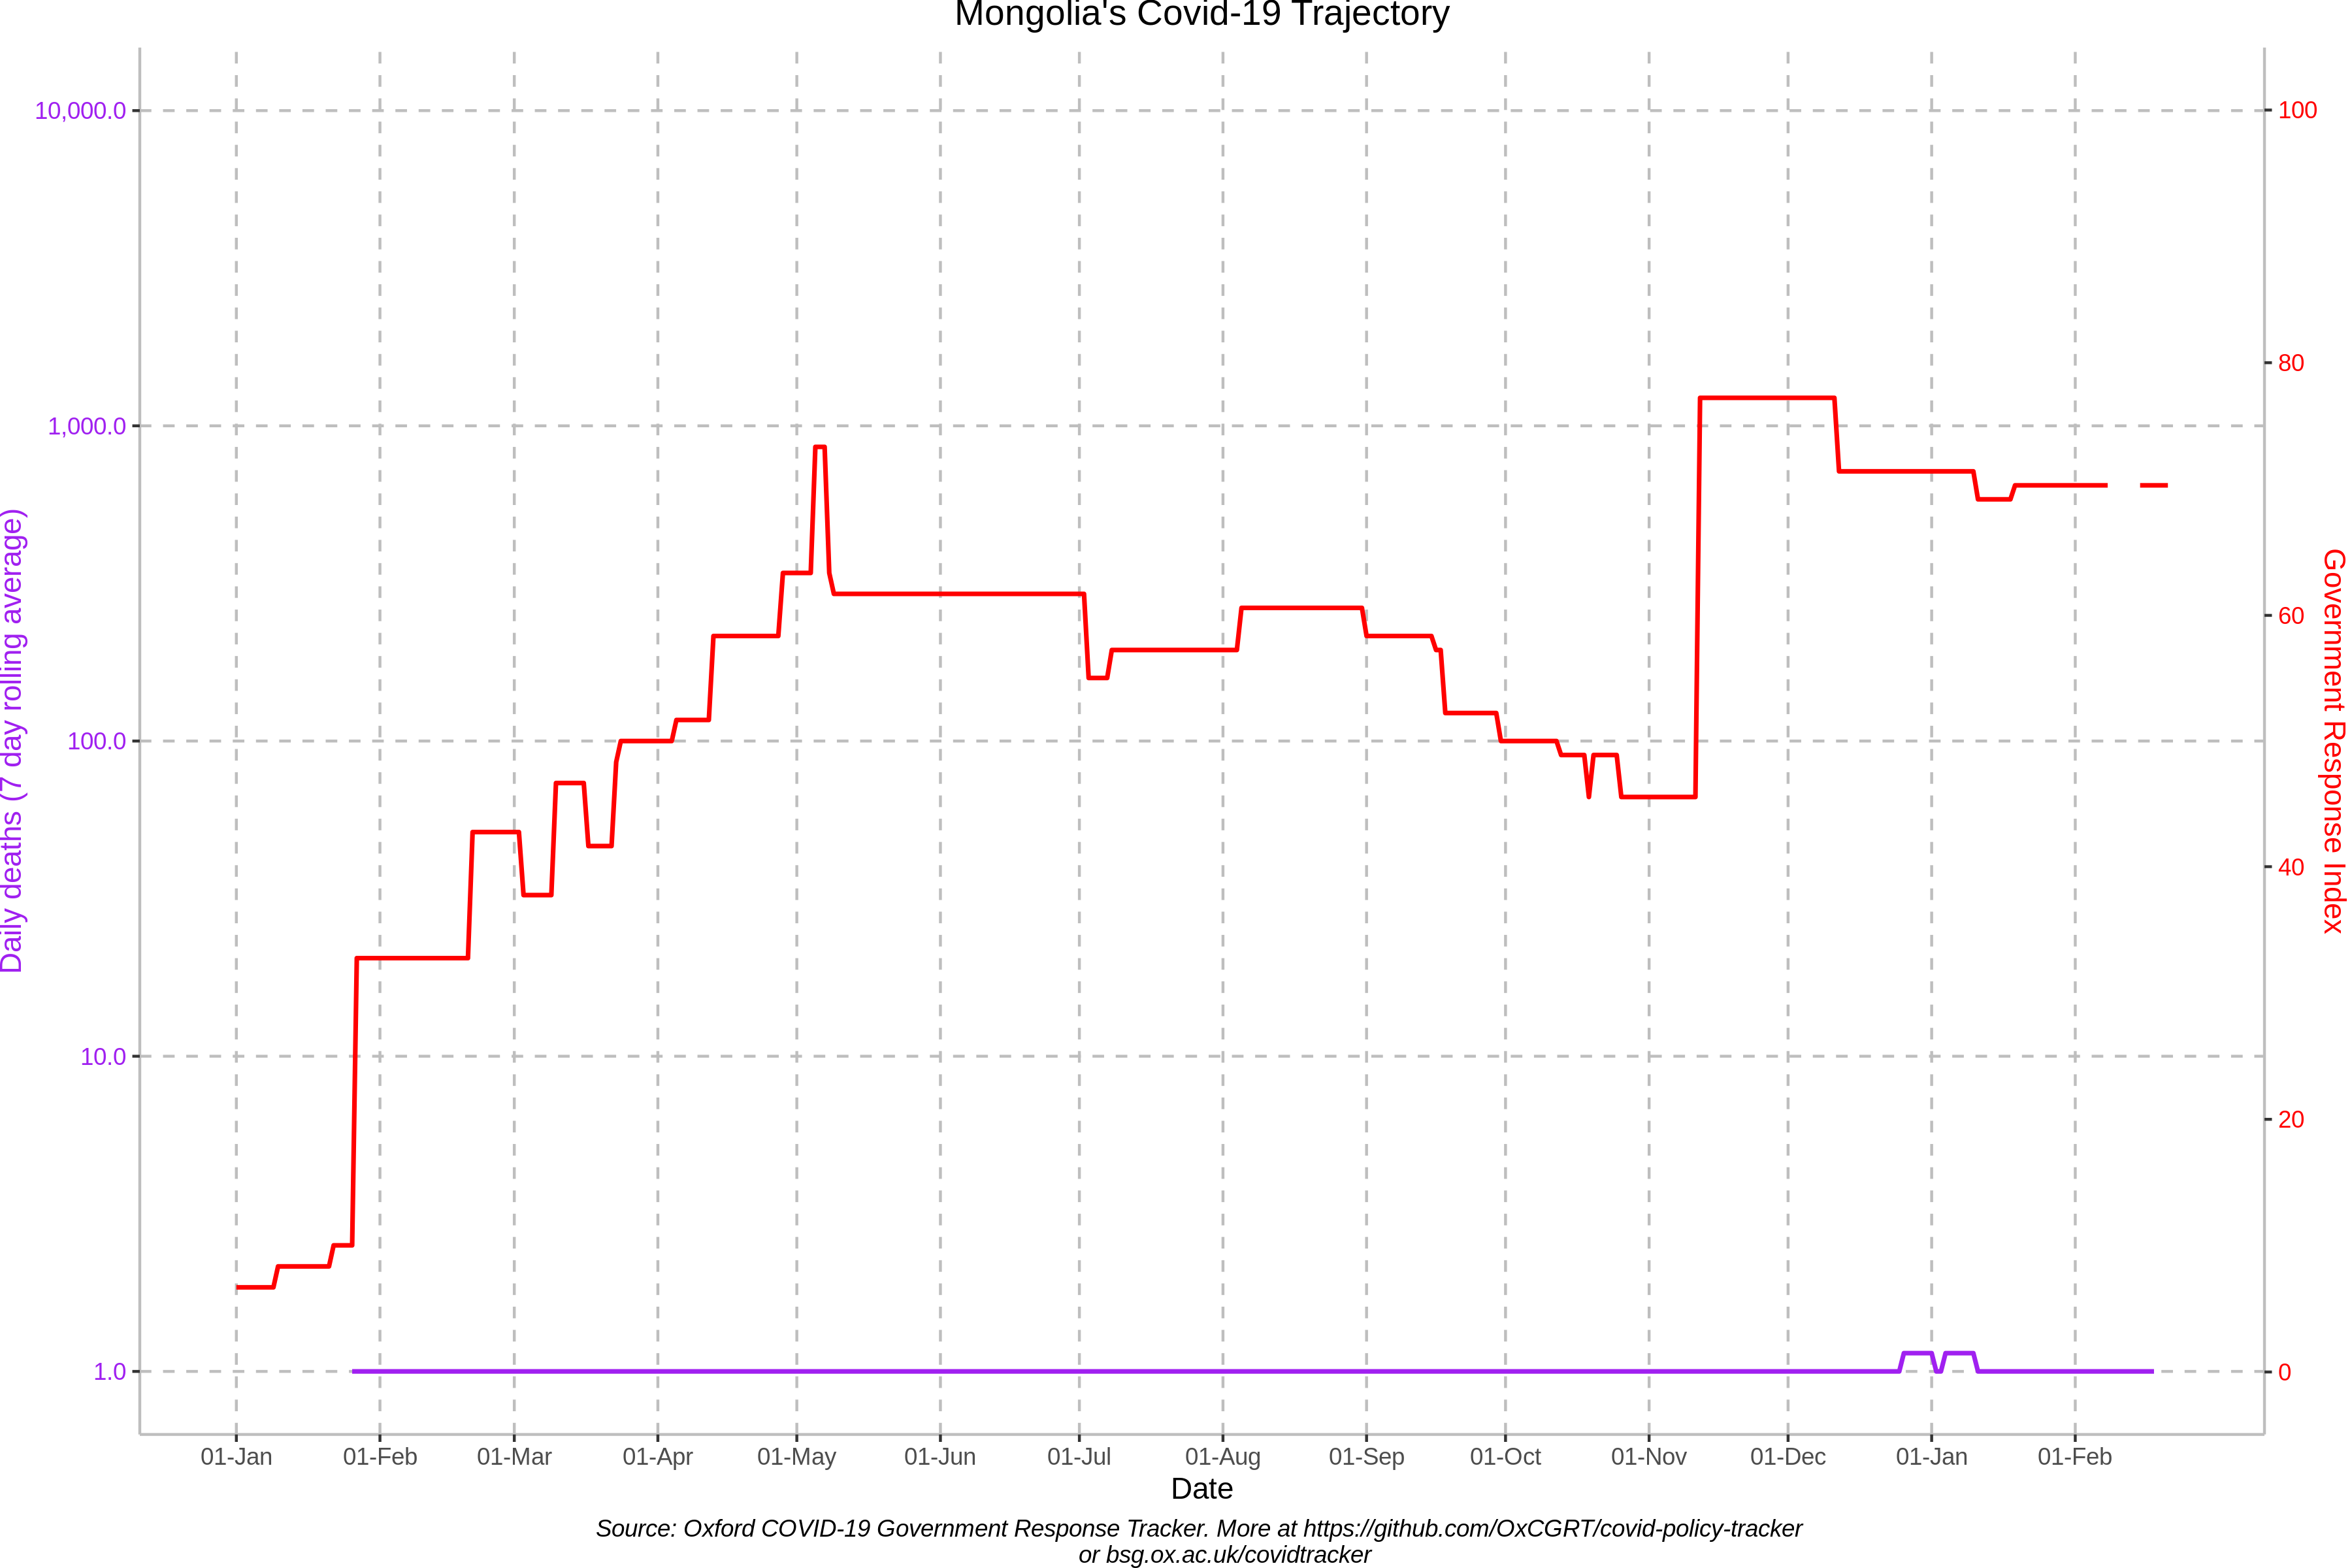 Mongolia's Covid-19 Trajectory
10,000.0
1,000.0
100.0
10.0
1.0
Daily deaths (7 day rolling average)
100
80
60
40
20
0
Government Response Index
01-Jan 01-Feb 01-Mar 01-Apr 01-May 01-Jun 01-Jul 01-Aug 01-Sep 01-Oct 01-Nov 01-Dec 01-Jan 01-Feb
Date
Source: Oxford COVID-19 Government Response Tracker. More at https://github.com/OxCGRT/covid-policy-tracker
or bsg.ox.ac.uk/covidtracker